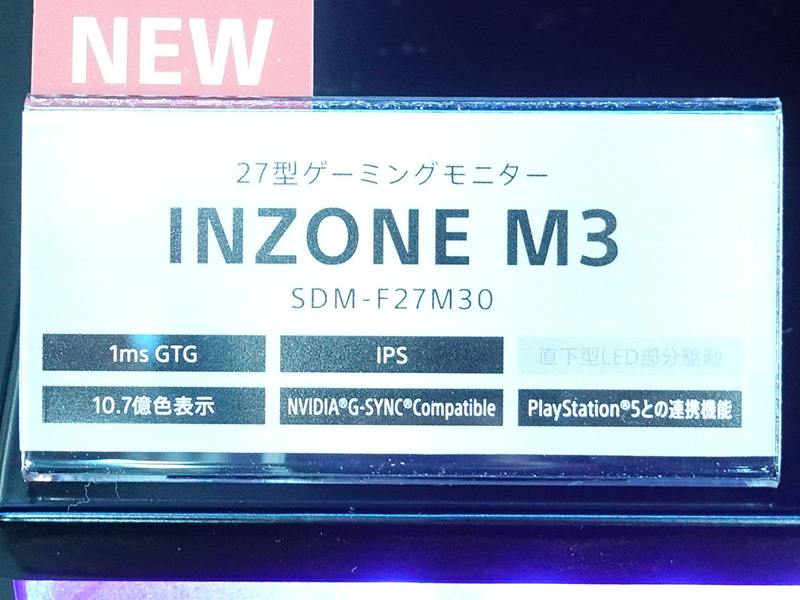 NEW
27型ゲーミングモニター
INZONE M3
SDM-F27M30
1ms GTG
IPS
直下型LED部分駆動
10.7億色表示
NVIDIA®G-SYNC®Compatible
PlayStation®5との連携機能